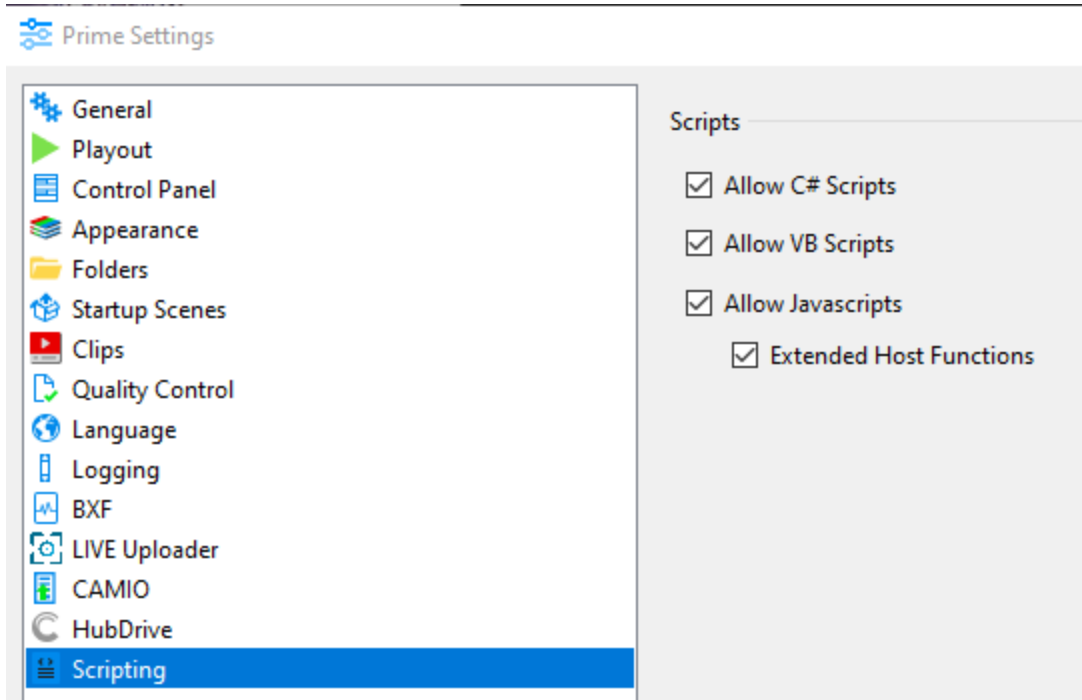 Prime Settings
General
Playout
Control Panel
Appearance
Folders
Startup Scenes
Clips
Quality Control
Language
Logging
BXF
LIVE Uploader
CAMIO
HubDrive
Scripting
Scripts
Allow C# Scripts
Allow VB Scripts
Allow Javascripts
Extended Host Functions